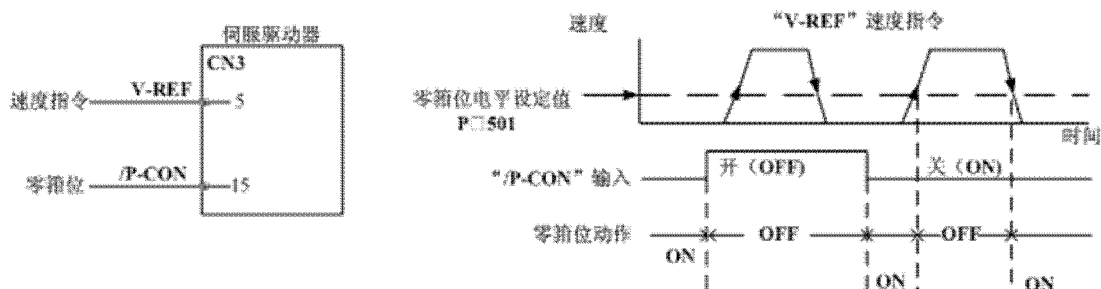 伺服驱动器
CN3
速度指令 V-REF 5
零箝位 /P-CON 15
速度 “V-REF”速度指令
零箝位电平设定值
P□501
时间
“/P-CON”输入 开（OFF） 关（ON）
零箝位动作 OFF OFF
ON ON ON